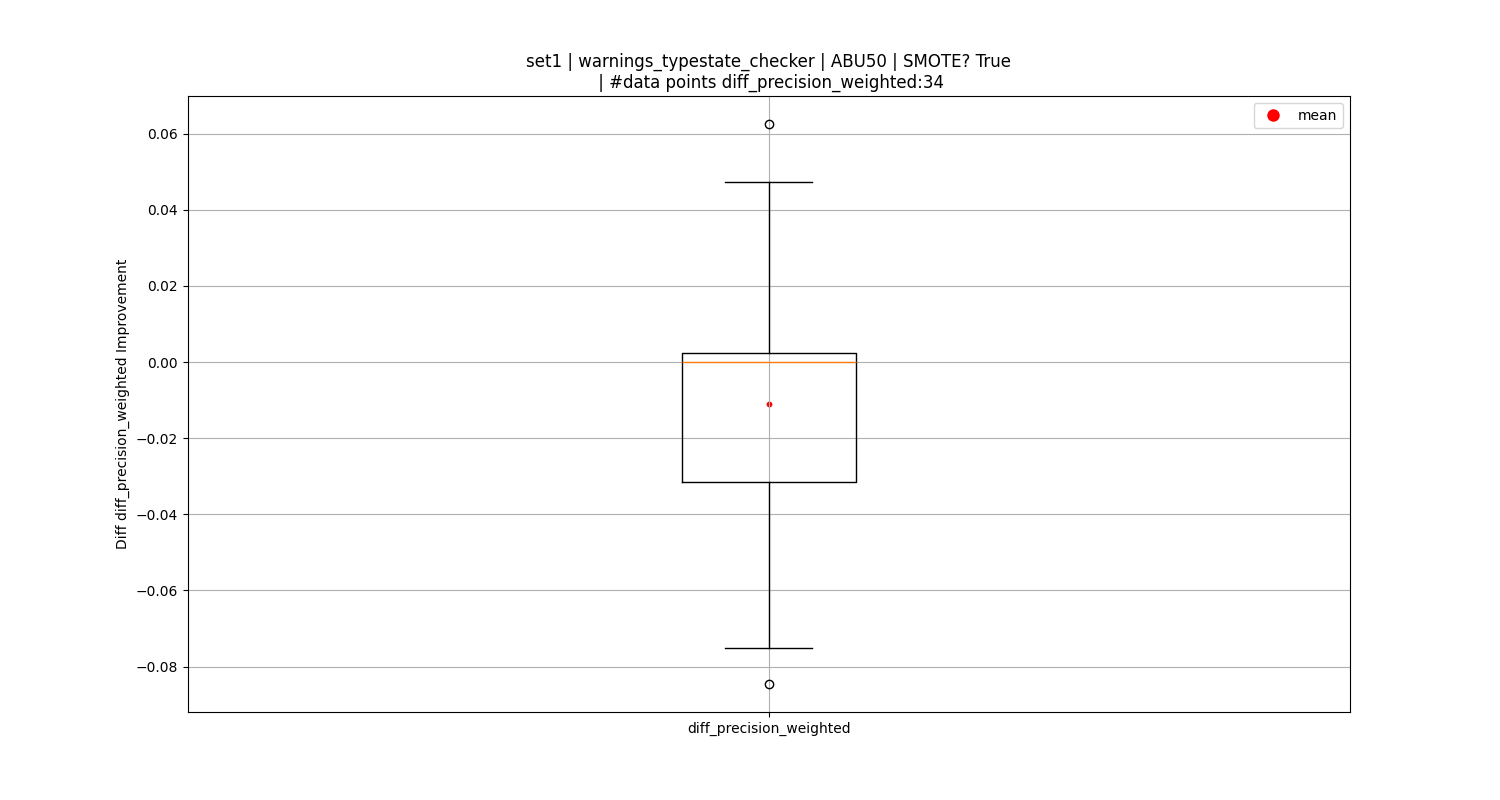 set1 | warnings_typestate_checker | ABU50 | SMOTE? True
| #data points diff_precision_weighted:34
mean
0.06
0.04
0.02
0.00
−0.02
−0.04
−0.06
−0.08
Diff diff_precision_weighted Improvement
diff_precision_weighted